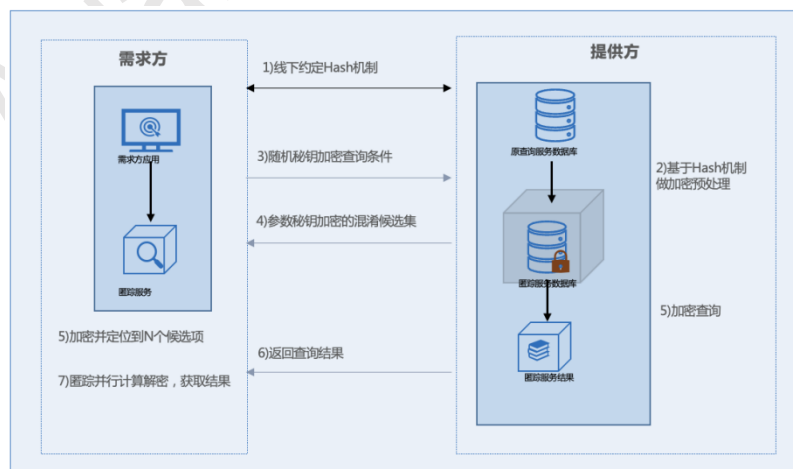 需求方
提供方
1)线下约定Hash机制
需求方应用
原查询服务数据库
3)随机秘钥加密查询条件
2)基于Hash机制
做加密预处理
4)参数秘钥加密的混淆候选集
匿踪服务
匿踪服务数据库
5)加密并定位到N个候选项
5)加密查询
6)返回查询结果
7)匿踪并行计算解密，获取结果
匿踪服务结果